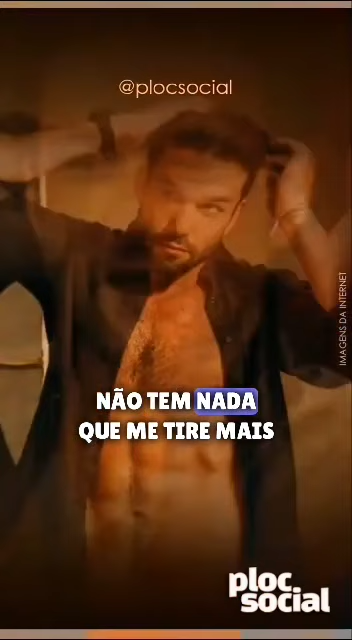 @plocsocial
IMAGENS DA INTERNET
NÃO TEM NADA
QUE ME TIRE MAIS
ploc
social